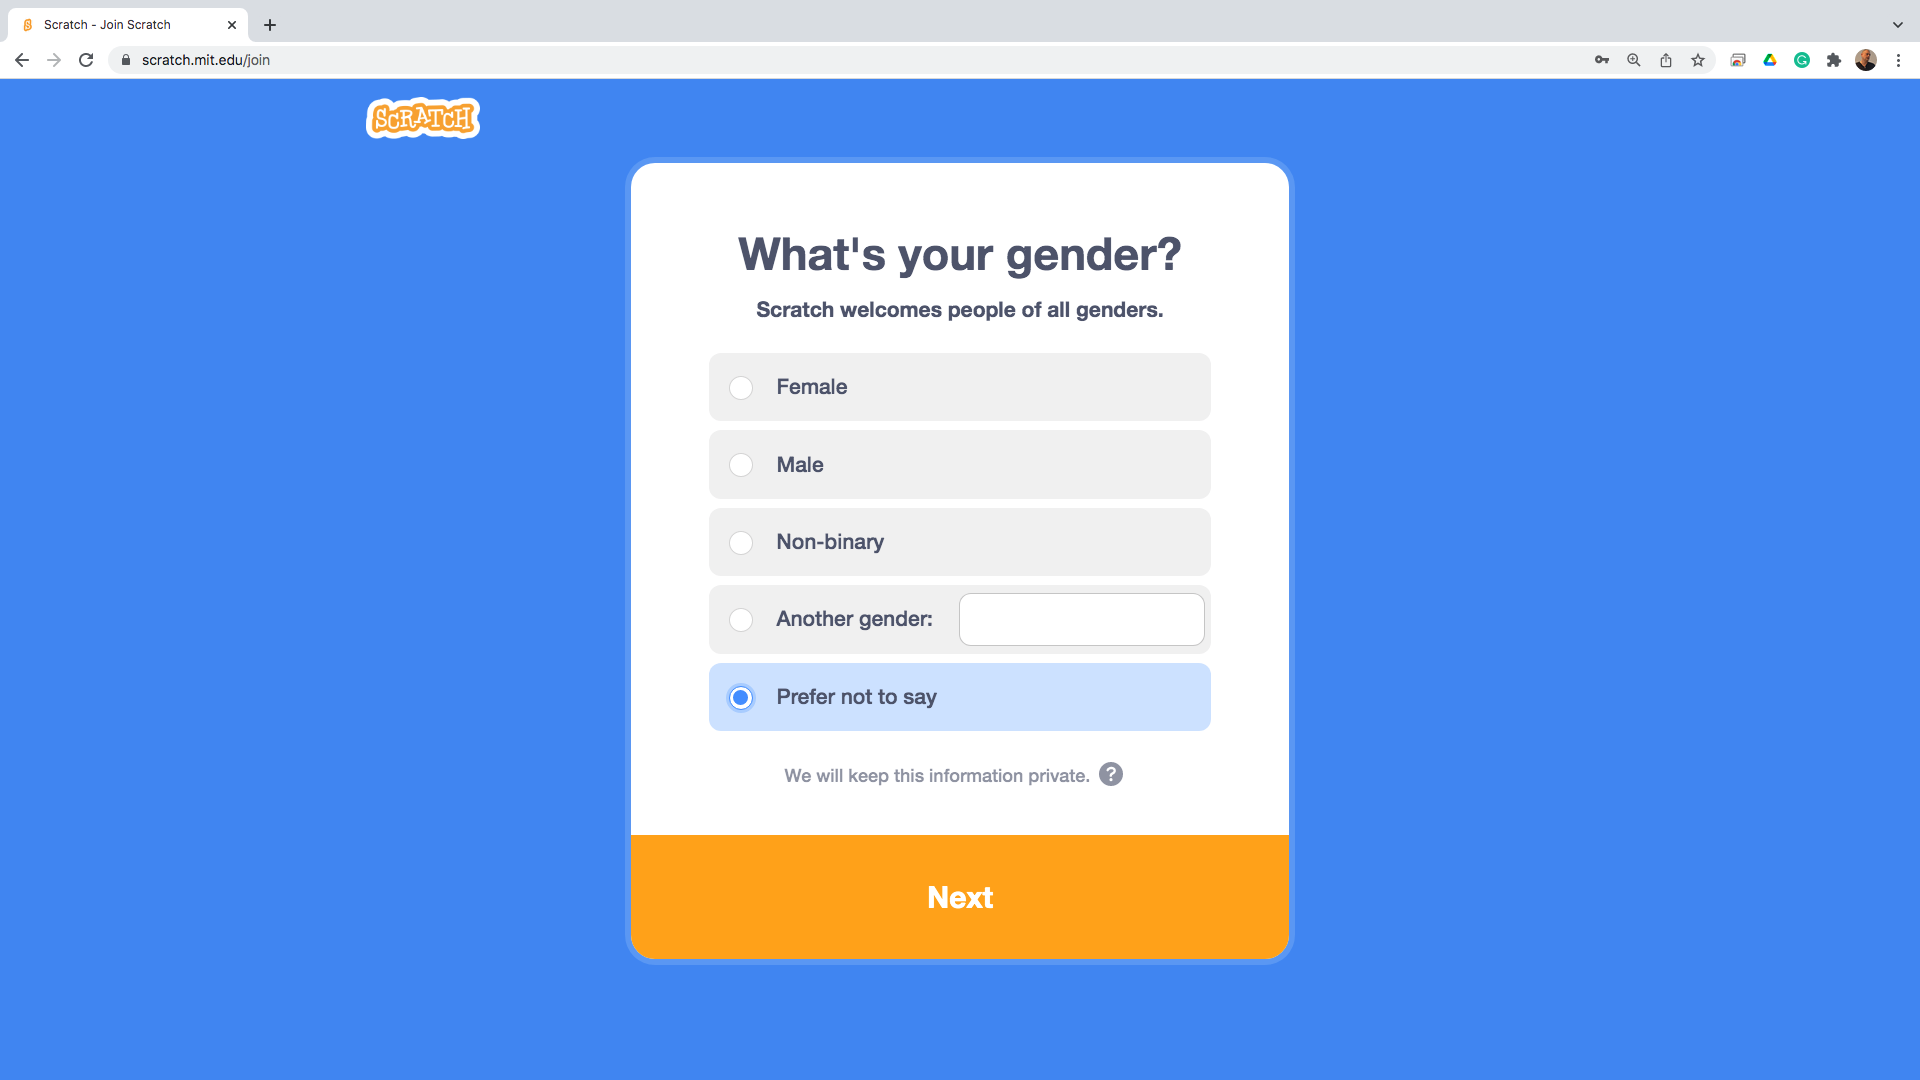 Scratch - Join Scratch
scratch.mit.edu/join
SCRATCH
What's your gender?
Scratch welcomes people of all genders.
Female
Male
Non-binary
Another gender:
Prefer not to say
We will keep this information private. ?
Next